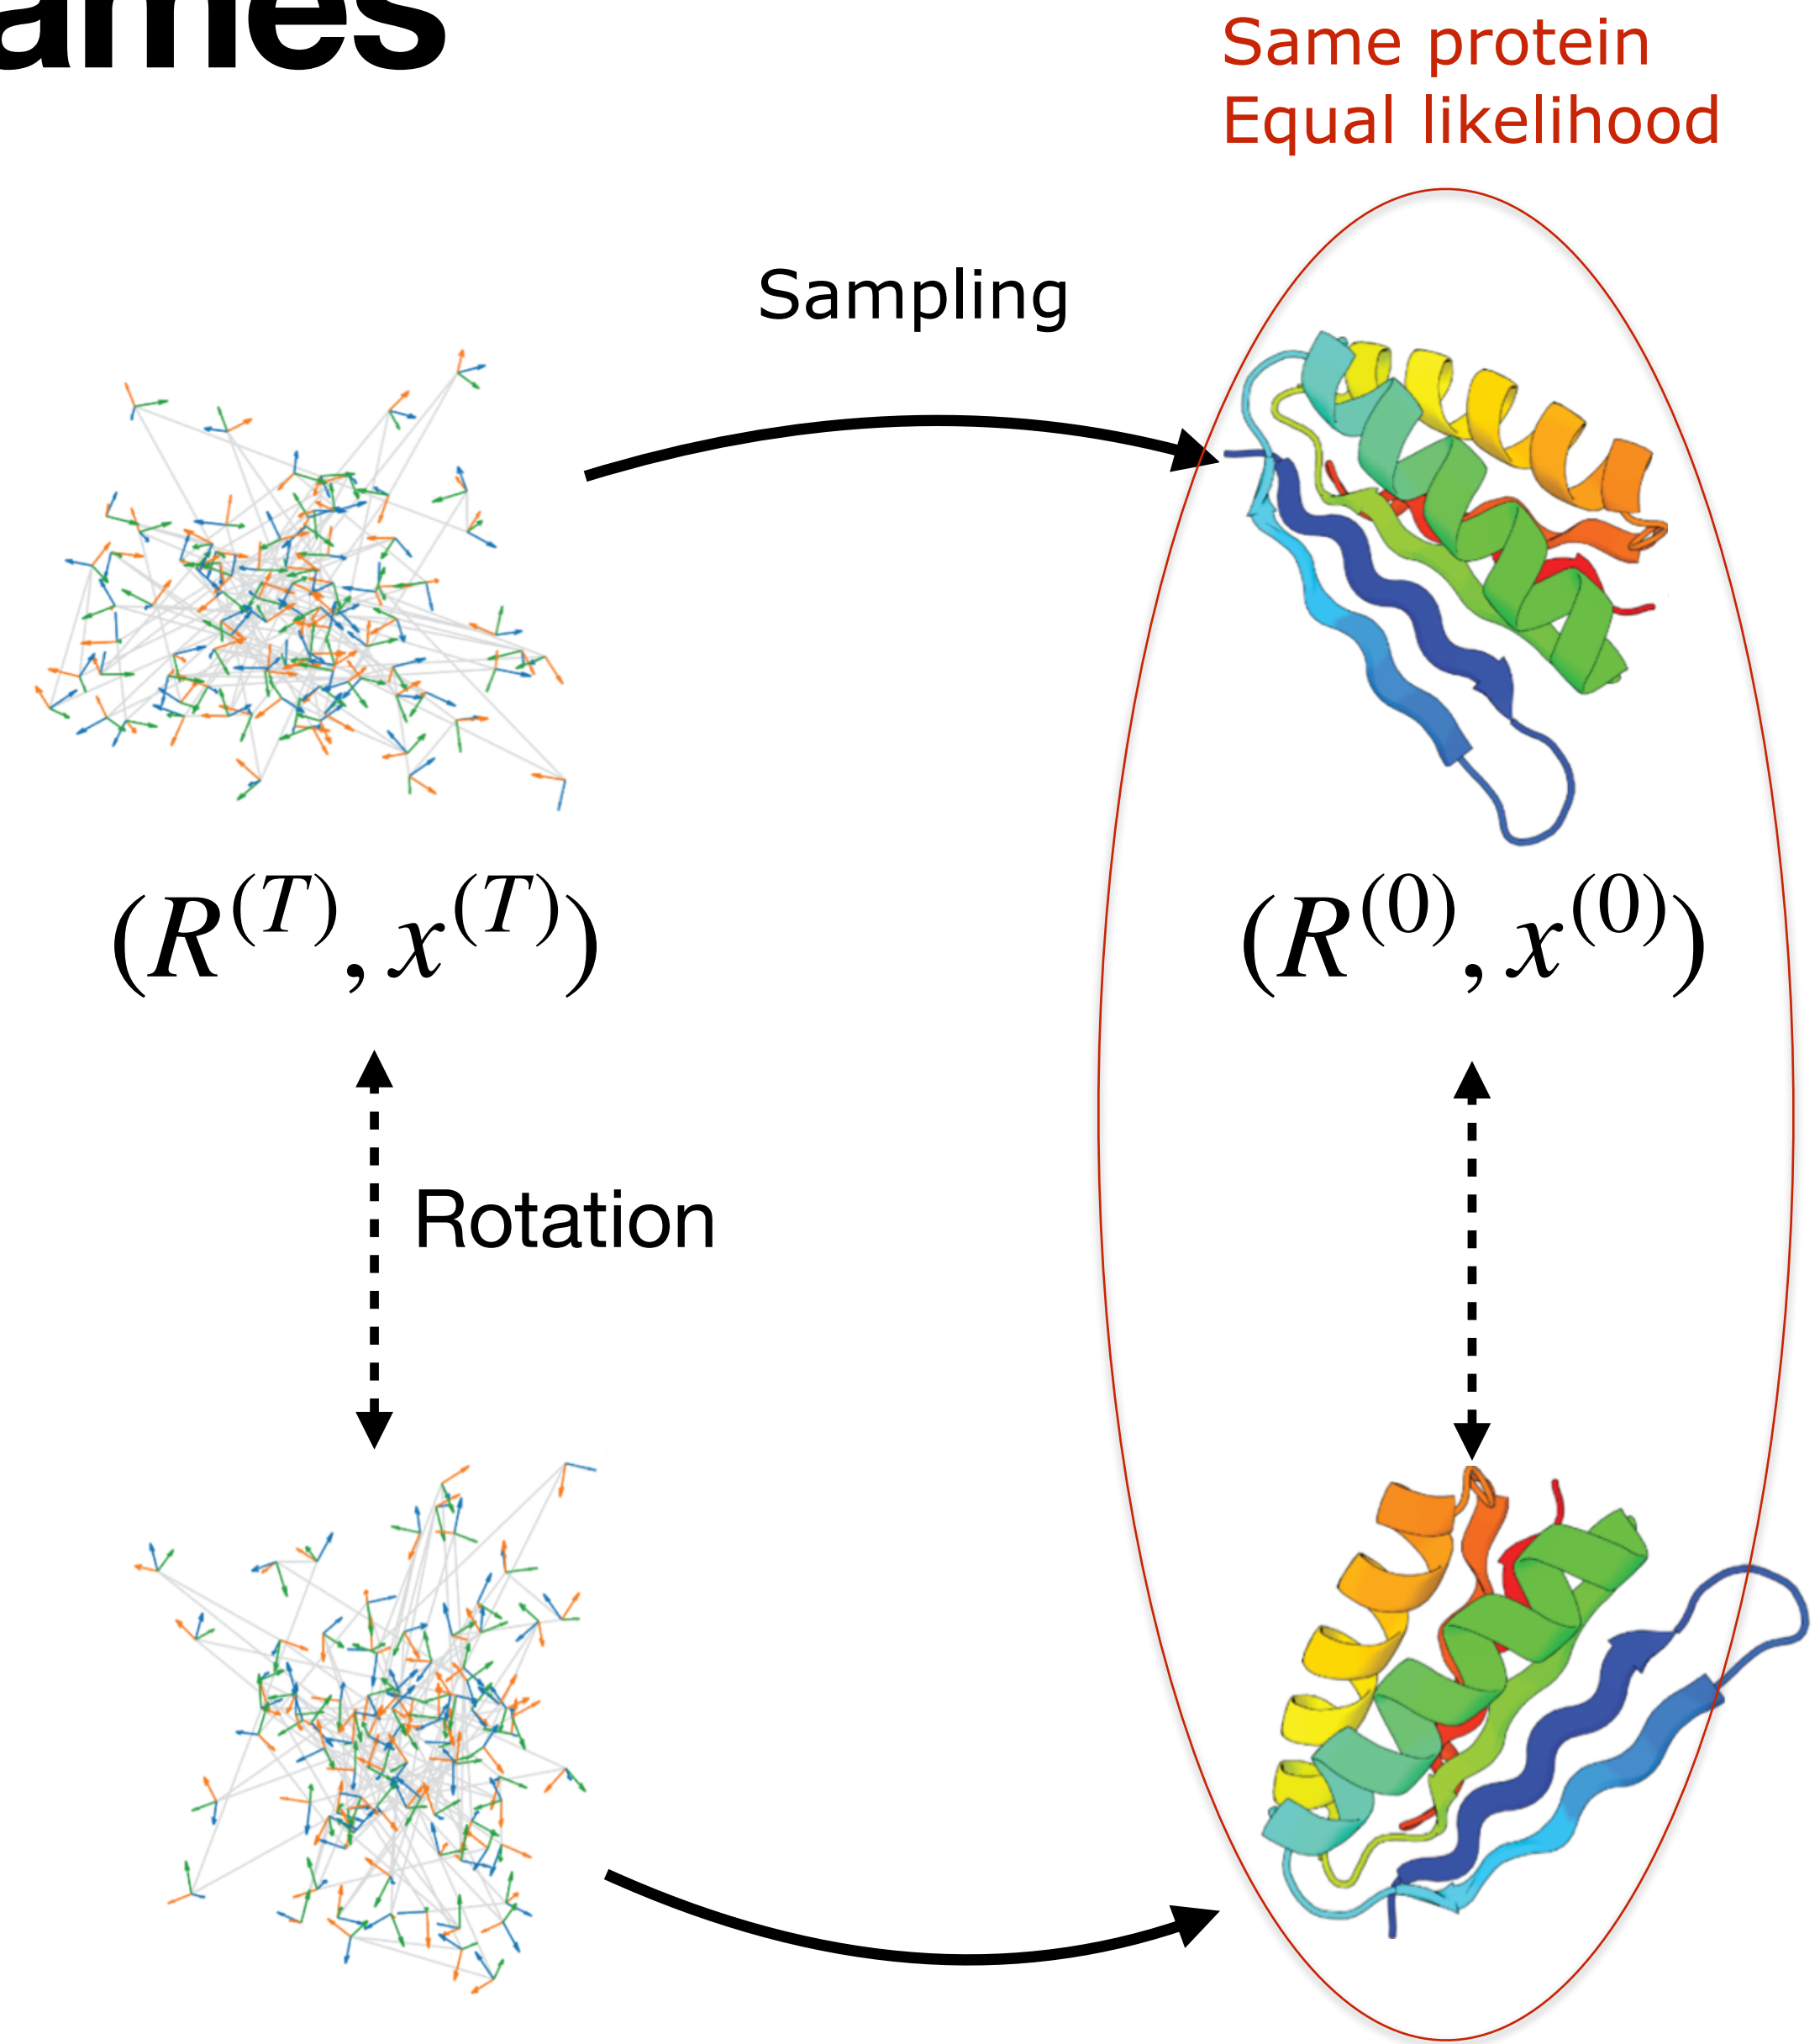 ames
Same protein
Equal likelihood
Sampling
(R^(T), x^(T))
(R^(0), x^(0))
Rotation